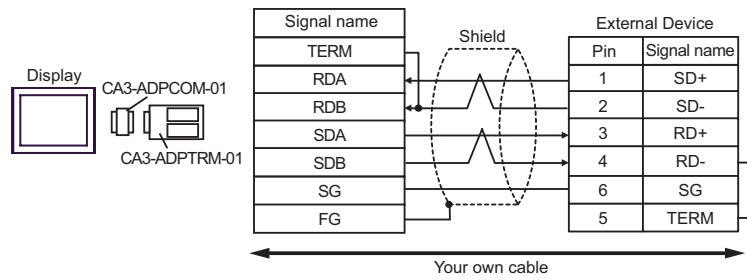 Display
CA3-ADPCOM-01
CA3-ADPTRM-01
Signal name
TERM
RDA
RDB
SDA
SDB
SG
FG
Shield
External Device
Pin Signal name
1 SD+
2 SD-
3 RD+
4 RD-
6 SG
5 TERM
Your own cable